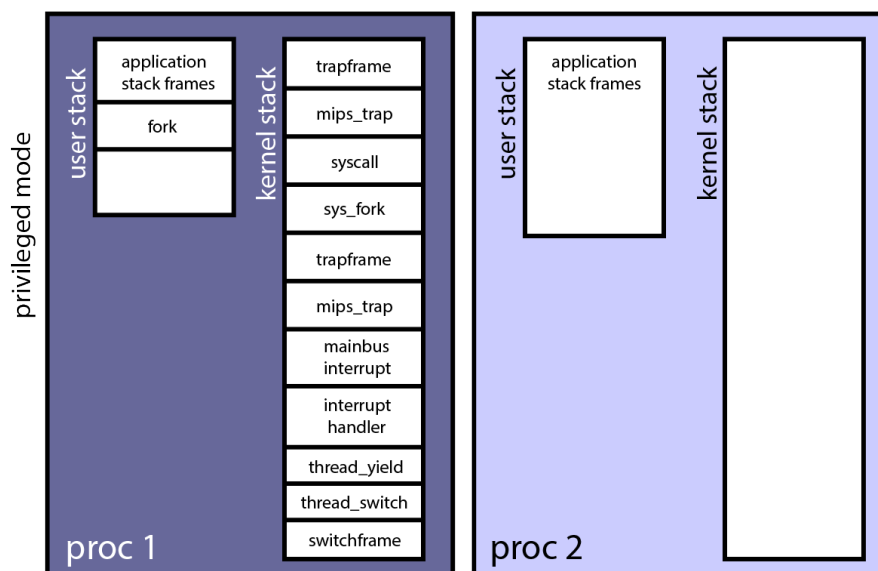 privileged mode
user stack
application
stack frames
fork
kernel stack
trapframe
mips_trap
syscall
sys_fork
trapframe
mips_trap
mainbus
interrupt
interrupt
handler
thread_yield
thread_switch
switchframe
proc 1
user stack
application
stack frames
kernel stack
proc 2